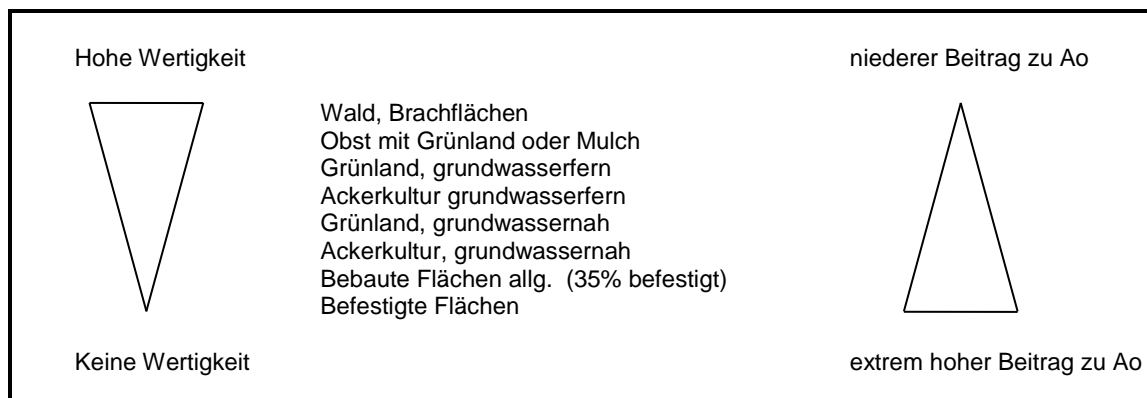 Hohe Wertigkeit
niederer Beitrag zu Ao
Wald, Brachflächen
Obst mit Grünland oder Mulch
Grünland, grundwasserfern
Ackerkultur grundwasserfern
Grünland, grundwassernah
Ackerkultur, grundwassernah
Bebaute Flächen allg. (35% befestigt)
Befestigte Flächen
Keine Wertigkeit
extrem hoher Beitrag zu Ao